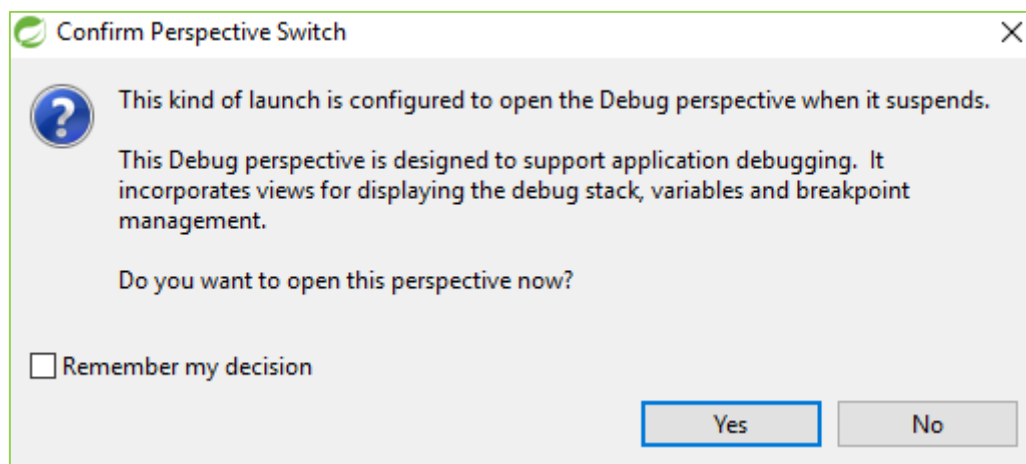 Confirm Perspective Switch
This kind of launch is configured to open the Debug perspective when it suspends.
This Debug perspective is designed to support application debugging.  It
incorporates views for displaying the debug stack, variables and breakpoint
management.
Do you want to open this perspective now?
Remember my decision
Yes
No